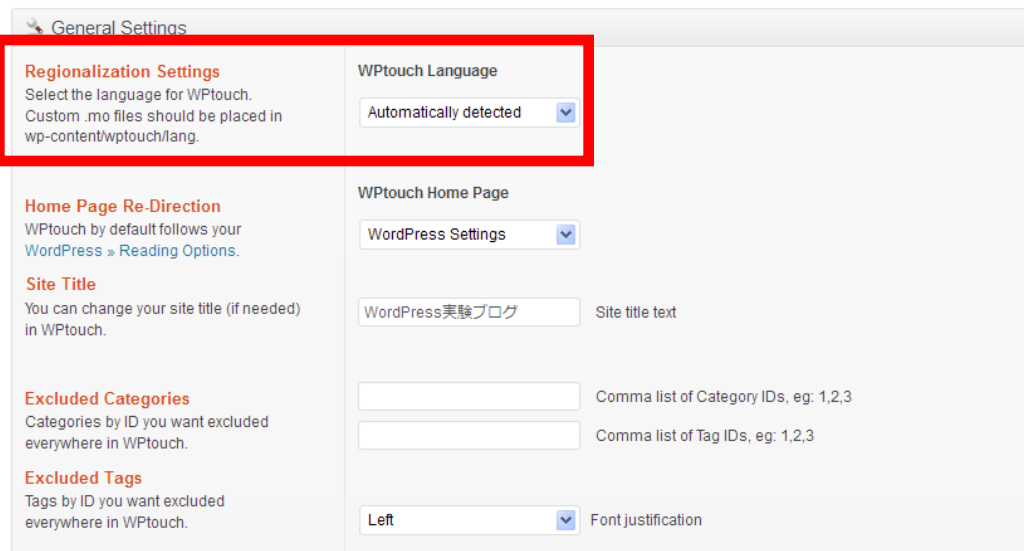 General Settings
Regionalization Settings
Select the language for WPtouch.
Custom .mo files should be placed in
wp-content/wptouch/lang.
WPtouch Language
Automatically detected
Home Page Re-Direction
WPtouch by default follows your
WordPress » Reading Options.
WPtouch Home Page
WordPress Settings
Site Title
You can change your site title (if needed)
in WPtouch.
WordPress実験ブログ
Site title text
Excluded Categories
Categories by ID you want excluded
everywhere in WPtouch.
Comma list of Category IDs, eg: 1,2,3
Comma list of Tag IDs, eg: 1,2,3
Excluded Tags
Tags by ID you want excluded
everywhere in WPtouch.
Left
Font justification